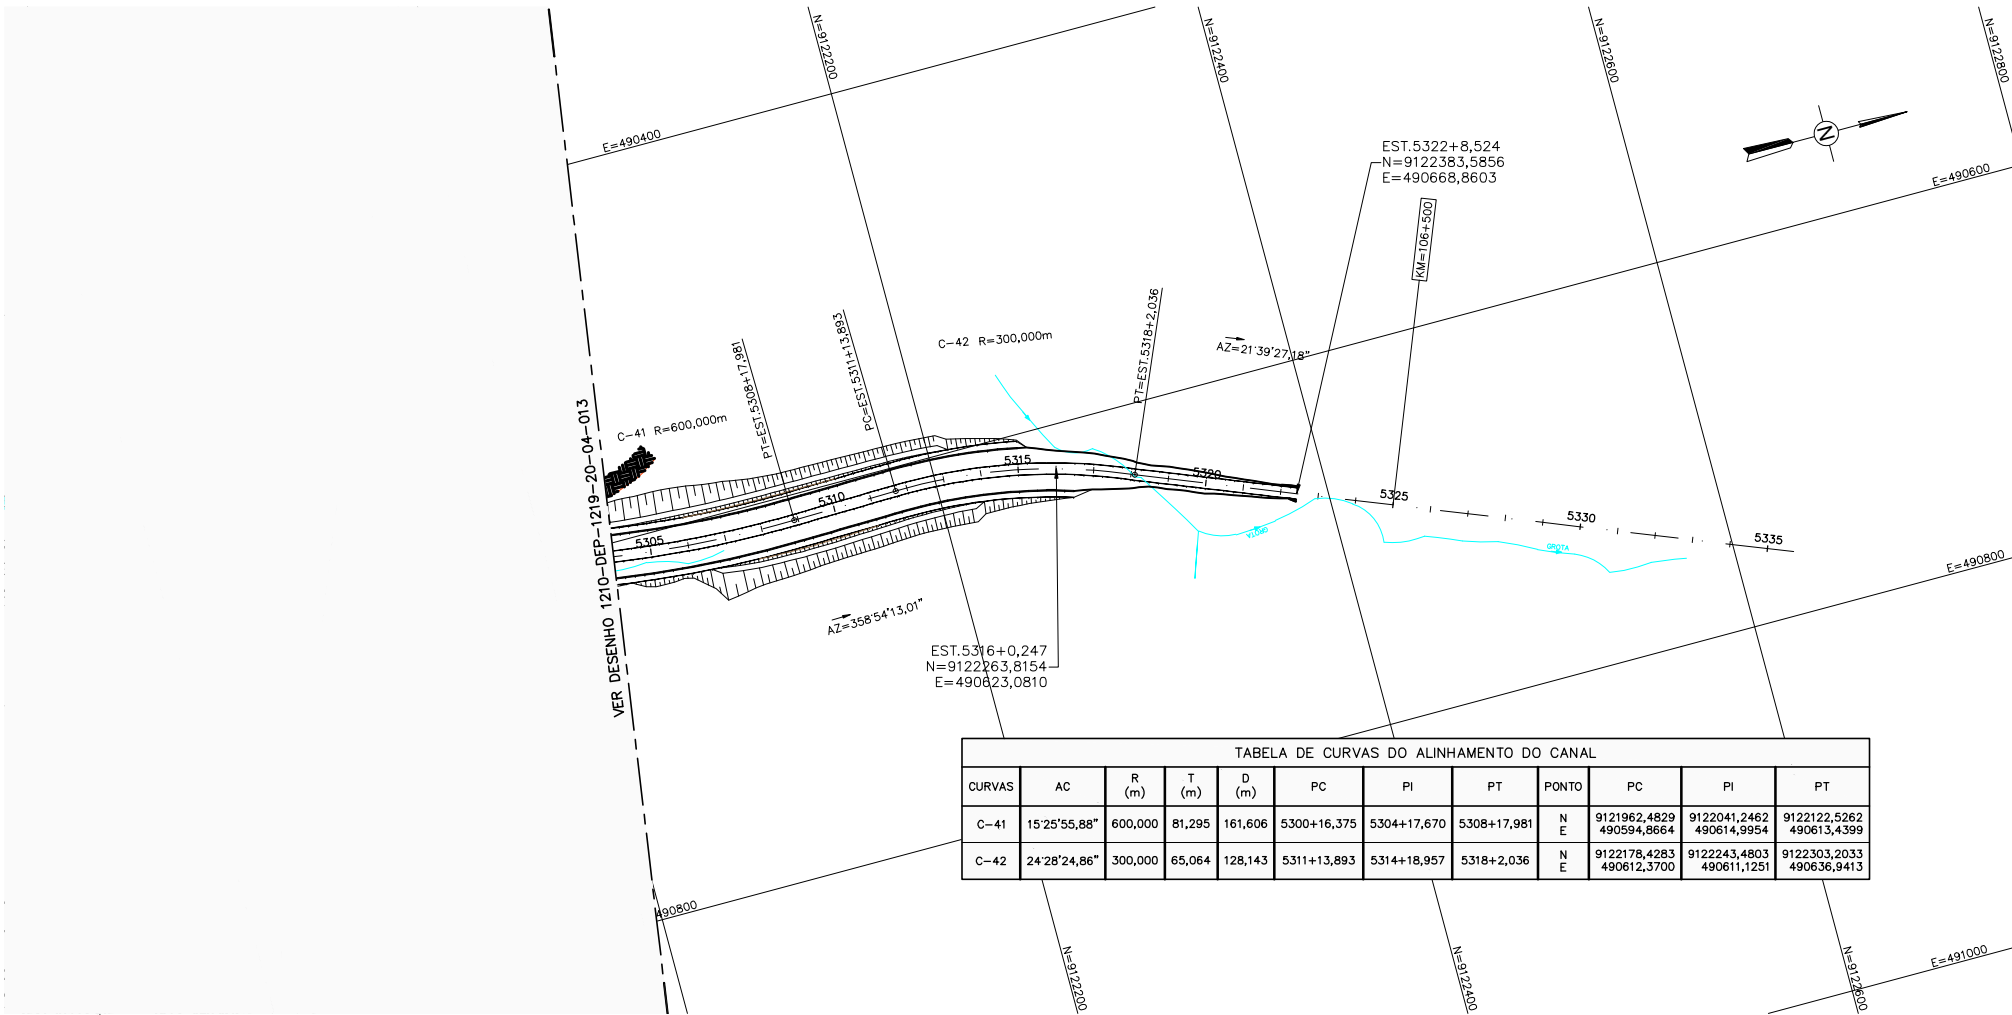 N=9122200
N=9122400
N=9122600
N=9122800
E=490400
N
E=490600
EST.5322+8,524
N=9122383,5856
E=490668,8603
KM=106+500
C-41 R=600,000m
PT=EST.5308+17,981
PC=EST.5311+13,893
C-42 R=300,000m
PT=EST.5318+2,036
AZ=21°39'27,18"
5305
5310
5315
5320
5325
5330
5335
GROTA
GROTA
E=490800
VER DESENHO 1210-DEP-1219-20-04-013
AZ=358°54'13,01"
EST.5316+0,247
N=9122263,8154
E=490623,0810
TABELA DE CURVAS DO ALINHAMENTO DO CANAL
CURVAS AC R (m) T (m) D (m) PC PI PT PONTO PC PI PT
C-41 15°25'55,88" 600,000 81,295 161,606 5300+16,375 5304+17,670 5308+17,981 N 9121962,4829 9122041,2462 9122122,5262
E 490594,8664 490614,9954 490613,4399
C-42 24°28'24,86" 300,000 65,064 128,143 5311+13,893 5314+18,957 5318+2,036 N 9122178,4283 9122243,4803 9122303,2033
E 490612,3700 490611,1251 490636,9413
490800
N=9122200
N=9122400
N=9122600
E=491000